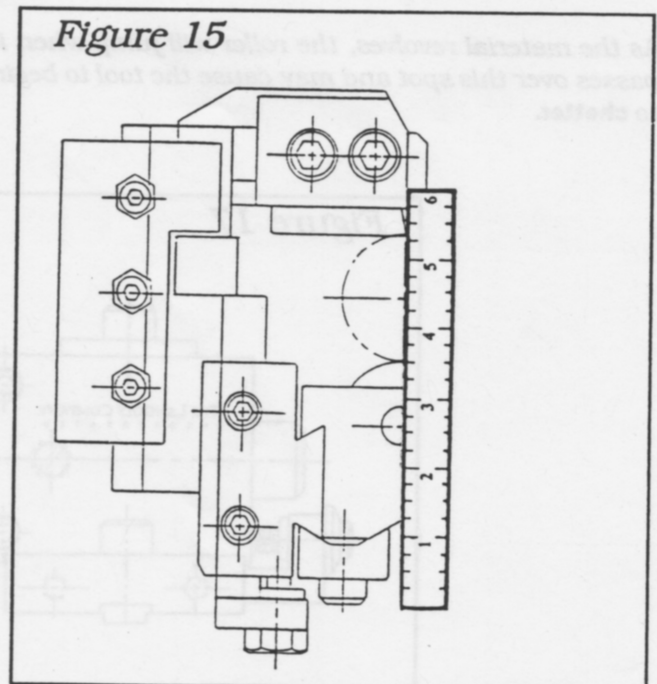 Figure 15
As the material revolves, the roller
passes over this spot and may cause the tool to begin
to chatter.
6
5
4
3
2
1